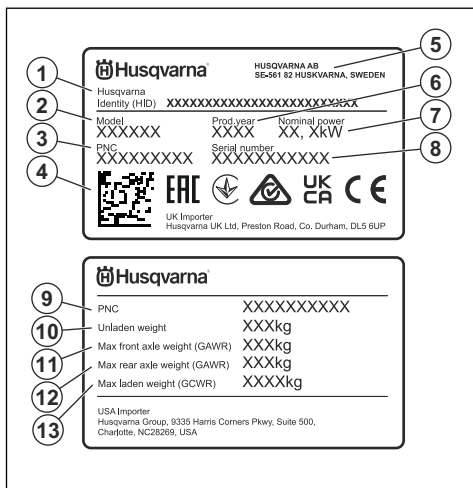 Husqvarna
HUSQVARNA AB
SE-561 82 HUSKVARNA, SWEDEN
5
1
Husqvarna
Identity (HID) XXXXXXXXXXXXXXXXXXXXXXXXXX
6
2
Model Prod.year Nominal power
XXXXXX XXXX XX, XkW
7
3
PNC Serial number
XXXXXXXXX XXXXXXXXXXX
8
4
EAC UK CA CE
UK Importer
Husqvarna UK Ltd, Preston Road, Co. Durham, DL5 6UP
Husqvarna
9
PNC XXXXXXXXXX
10
Unladen weight XXXkg
11
Max front axle weight (GAWR) XXXkg
12
Max rear axle weight (GAWR) XXXkg
13
Max laden weight (GCWR) XXXXkg
USA Importer
Husqvarna Group, 9335 Harris Corners Pkwy, Suite 500,
Charlotte, NC28269, USA